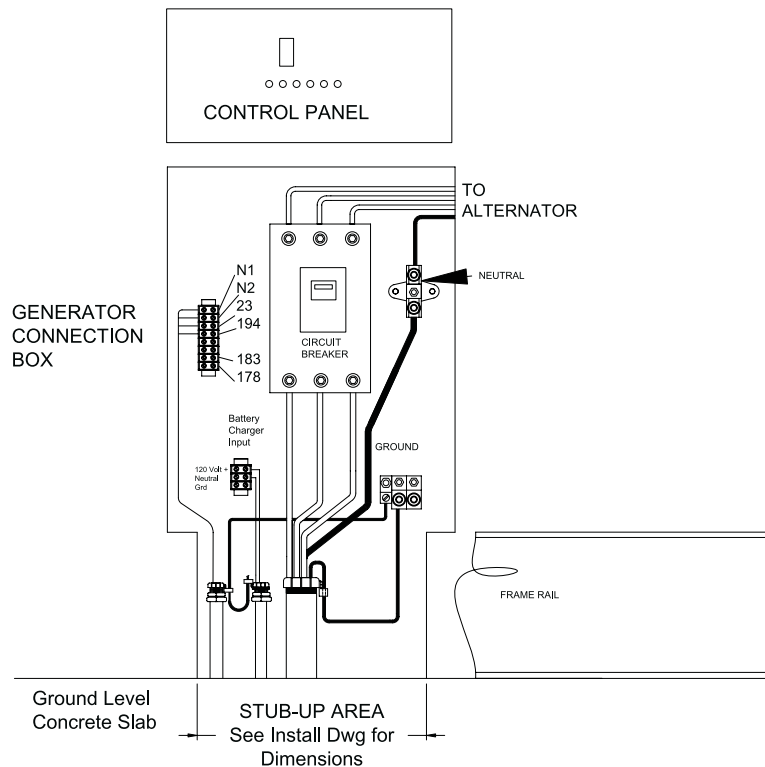 CONTROL PANEL
TO
ALTERNATOR
NEUTRAL
N1
N2
23
194
183
178
GENERATOR
CONNECTION
BOX
CIRCUIT
BREAKER
Battery
Charger
Input
GROUND
120 Volt +
Neutral
Grd
FRAME RAIL
Ground Level
Concrete Slab
STUB-UP AREA
See Install Dwg for
Dimensions